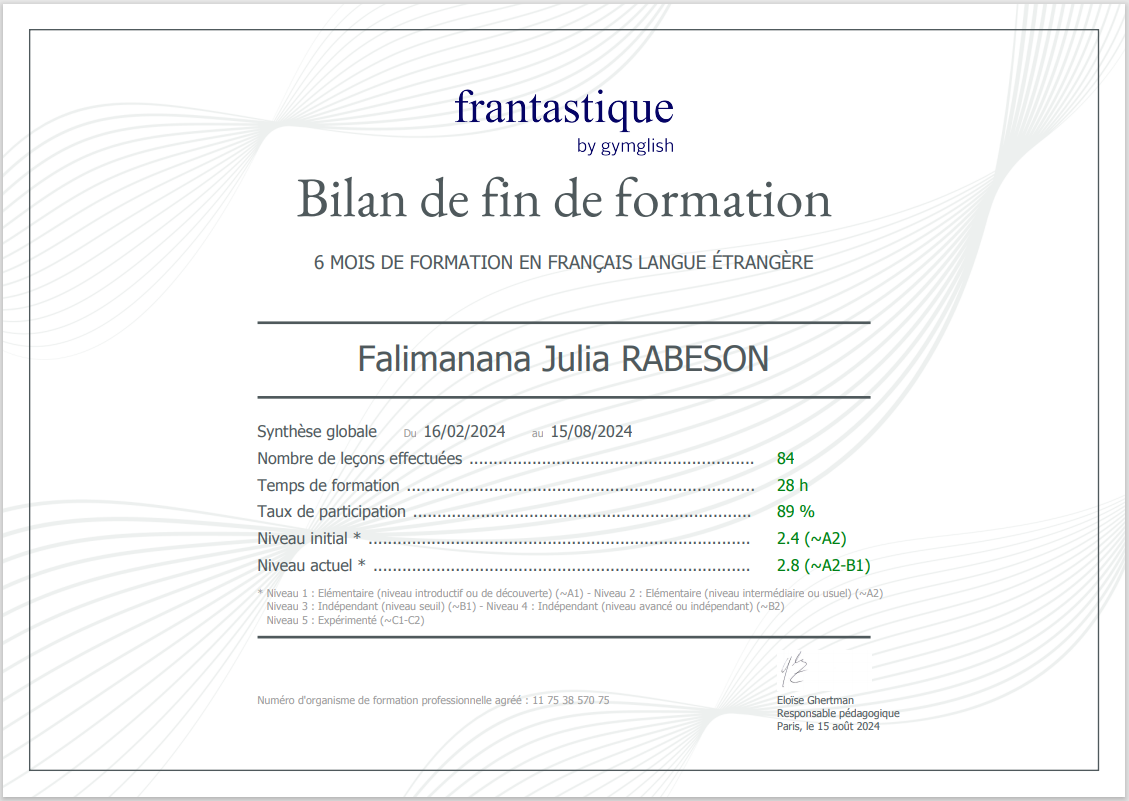 frantastique
by gymglish
Bilan de fin de formation
6 MOIS DE FORMATION EN FRANÇAIS LANGUE ÉTRANGÈRE
Falimanana Julia RABESON
Synthèse globale Du 16/02/2024 au 15/08/2024
Nombre de leçons effectuées ............................................................ 84
Temps de formation ......................................................................... 28 h
Taux de participation ....................................................................... 89 %
Niveau initial * ................................................................................ 2.4 (~A2)
Niveau actuel * ............................................................................... 2.8 (~A2-B1)
* Niveau 1 : Elémentaire (niveau introductif ou de découverte) (~A1) - Niveau 2 : Elémentaire (niveau intermédiaire ou usuel) (~A2)
Niveau 3 : Indépendant (niveau seuil) (~B1) - Niveau 4 : Indépendant (niveau avancé ou indépendant) (~B2)
Niveau 5 : Expérimenté (~C1-C2)
Numéro d'organisme de formation professionnelle agréé : 11 75 38 570 75
Eloïse Ghertman
Responsable pédagogique
Paris, le 15 août 2024